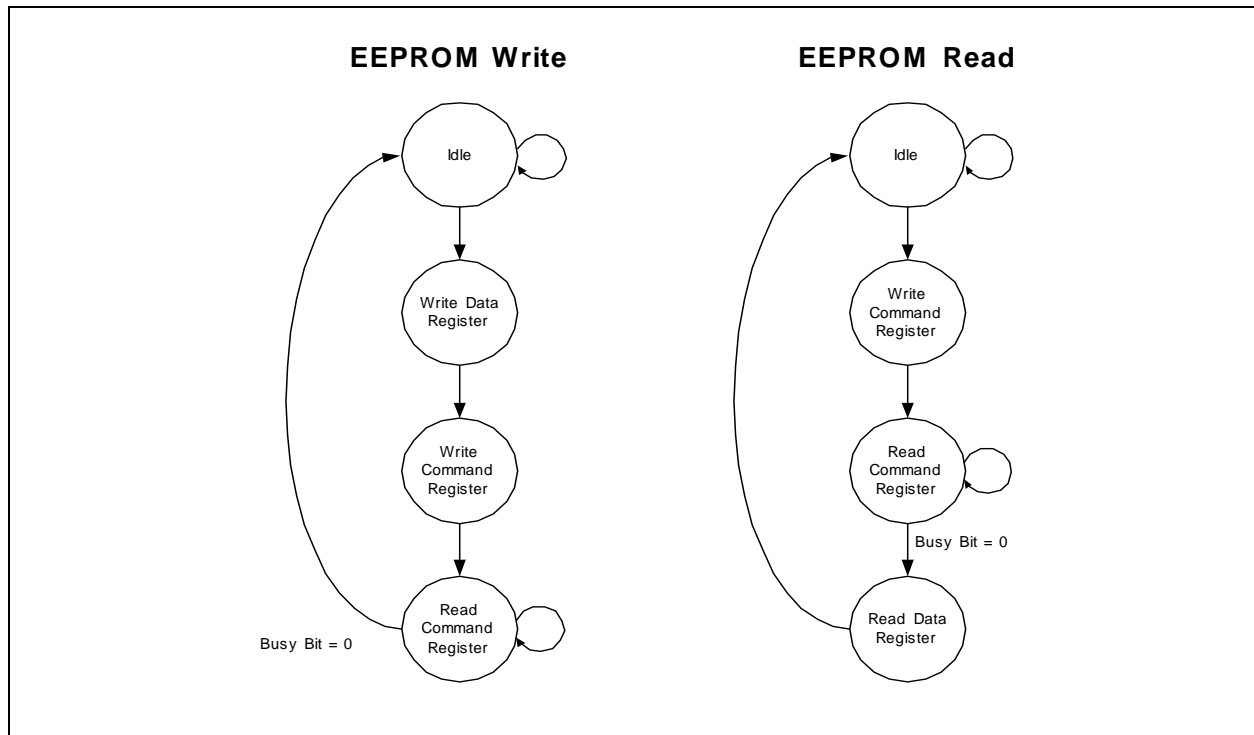 EEPROM Write
Idle
Write Data
Register
Write
Command
Register
Read
Command
Register
Busy Bit = 0
EEPROM Read
Idle
Write
Command
Register
Read
Command
Register
Busy Bit = 0
Read Data
Register